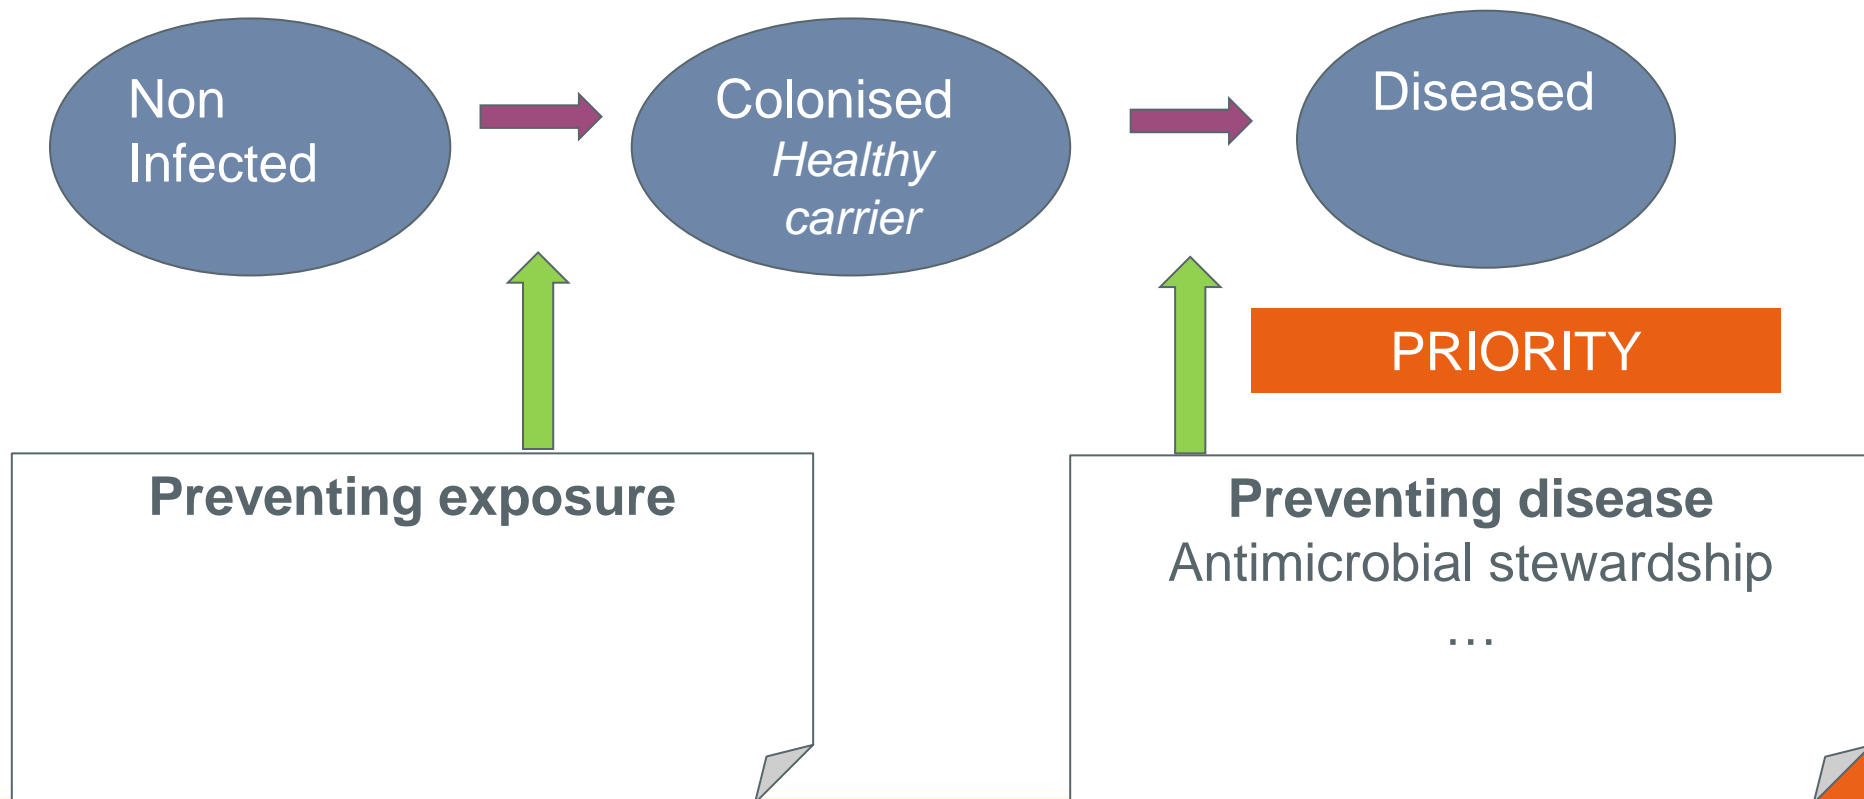 Non
Infected
Colonised
Healthy
carrier
Diseased
PRIORITY
Preventing exposure
Preventing disease
Antimicrobial stewardship
…